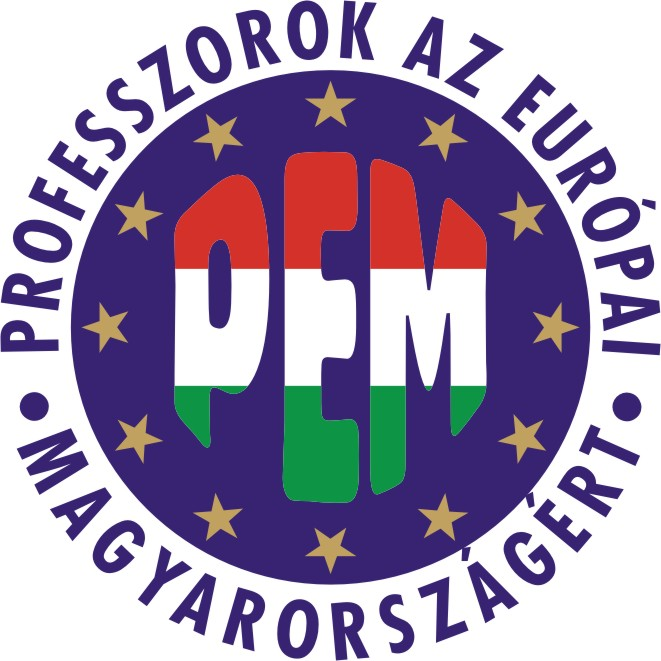 PROFESSZOROK AZ EURÓPAI
PEM
• MAGYARORSZÁGÉRT •